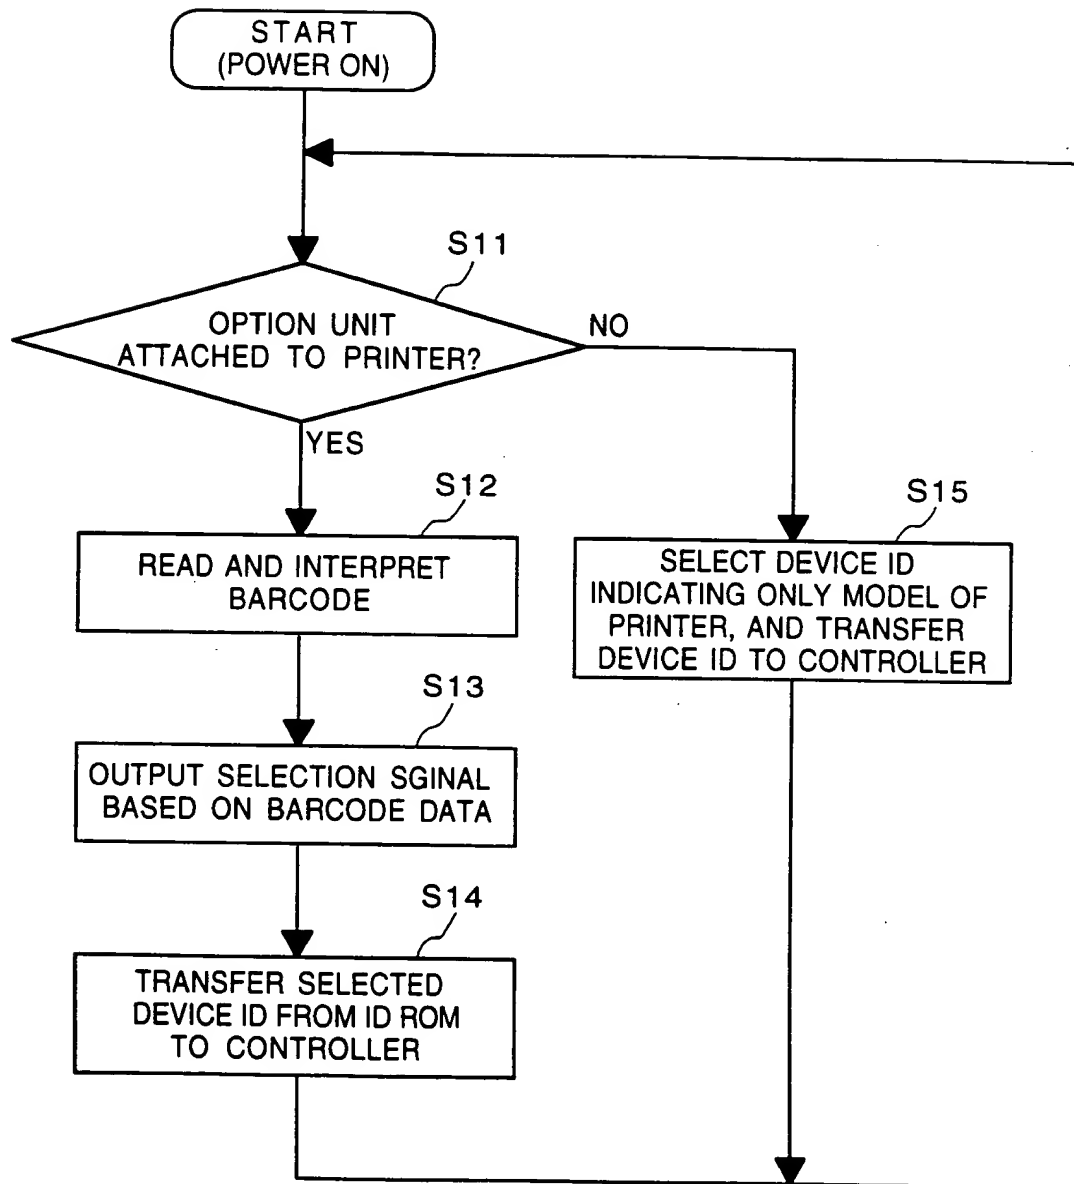 START
(POWER ON)
S11
OPTION UNIT
ATTACHED TO PRINTER?
NO
YES
S12
READ AND INTERPRET
BARCODE
S15
SELECT DEVICE ID
INDICATING ONLY MODEL OF
PRINTER, AND TRANSFER
DEVICE ID TO CONTROLLER
S13
OUTPUT SELECTION SGINAL
BASED ON BARCODE DATA
S14
TRANSFER SELECTED
DEVICE ID FROM ID ROM
TO CONTROLLER